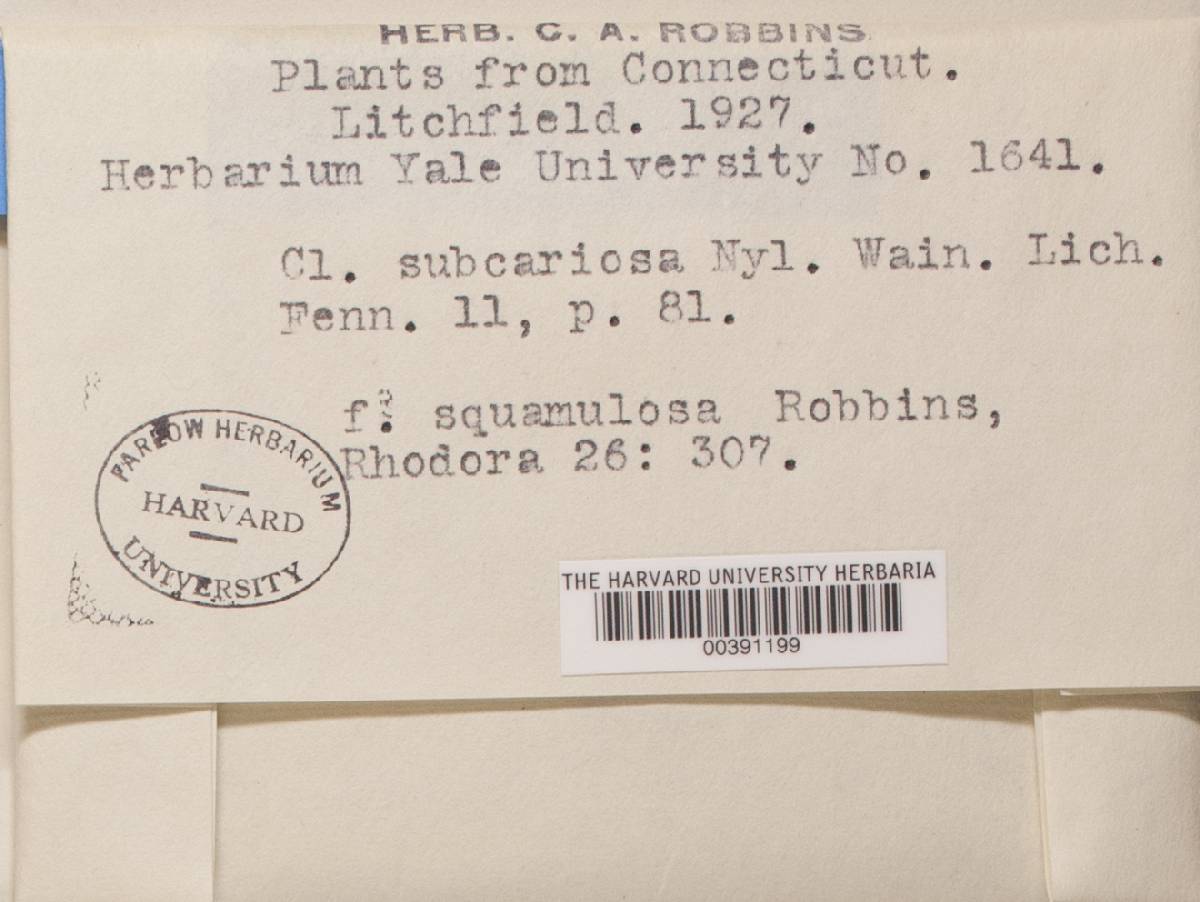 HERB. C. A. ROBBINS
Plants from Connecticut.
Litchfield. 1927.
Herbarium Yale University No. 1641.
Cl. subcariosa Nyl. Wain. Lich.
Fenn. 11, p. 81.
f. squamulosa Robbins,
Rhodora 26: 307.
FARLOW HERBARIUM
HARVARD
UNIVERSITY
THE HARVARD UNIVERSITY HERBARIA
00391199